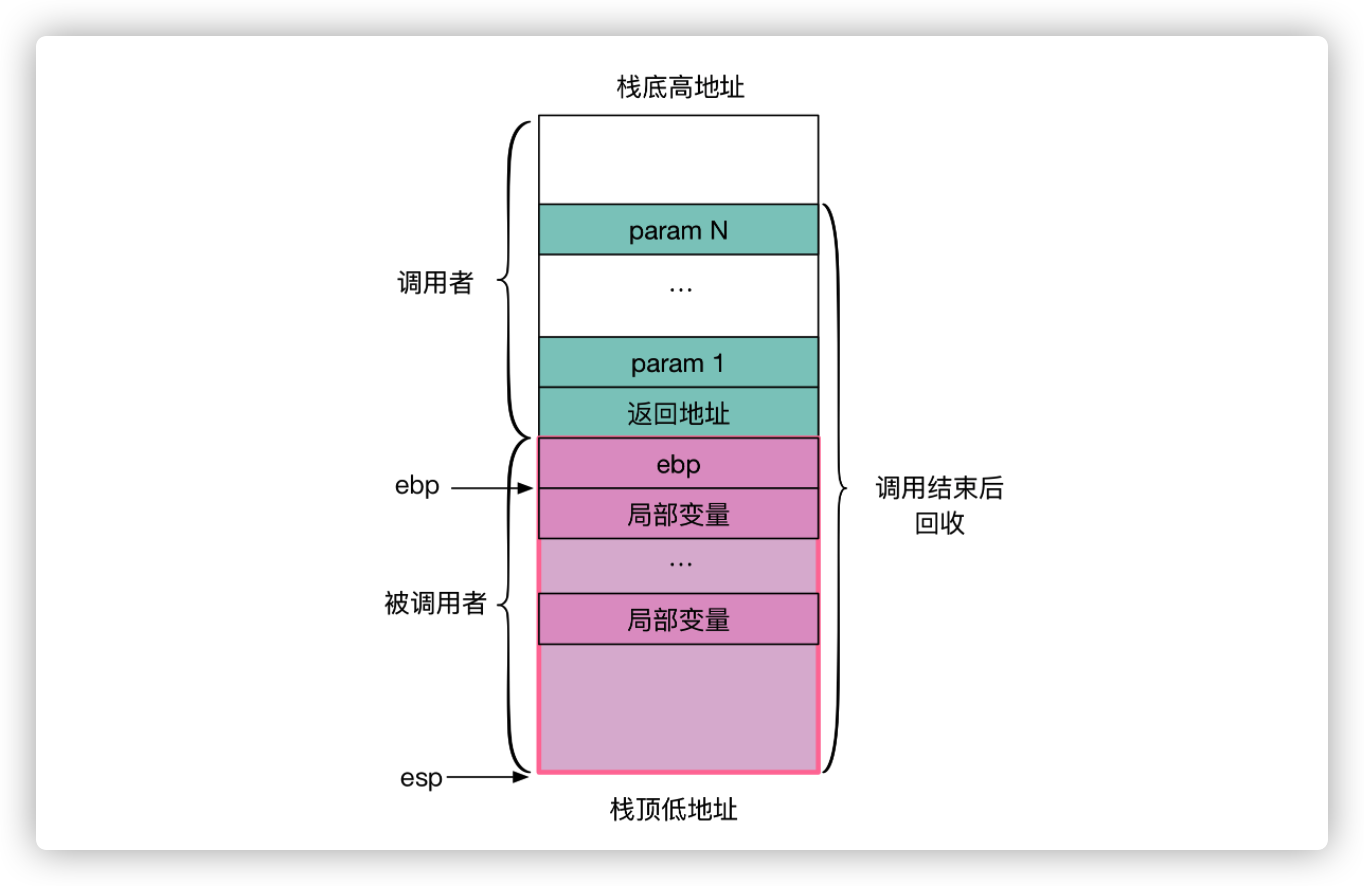 栈底高地址
param N
…
调用者
param 1
返回地址
ebp
ebp
局部变量
调用结束后
回收
…
被调用者
局部变量
esp
栈顶低地址